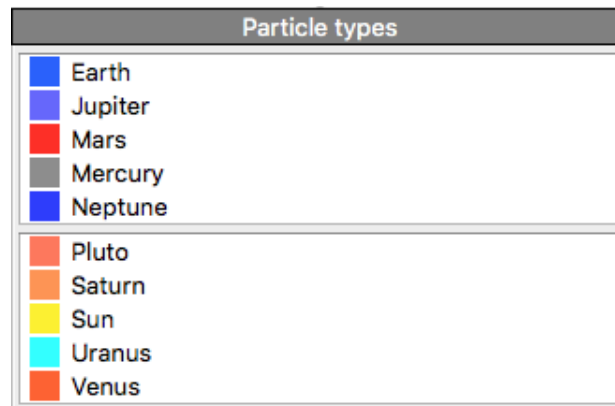 Particle types
Earth
Jupiter
Mars
Mercury
Neptune
Pluto
Saturn
Sun
Uranus
Venus